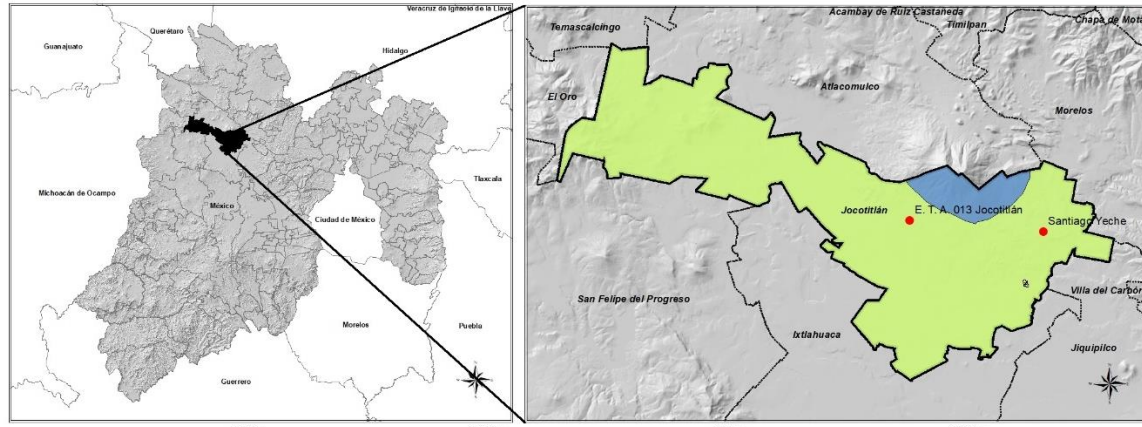 Veracruz de Ignacio de la Llave
Querétaro
Guanajuato
Hidalgo
Michoacán de Ocampo
México
Tlaxcala
Ciudad de México
Morelos
Puebla
Guerrero
Acambay de Ruíz Castañeda
Temascalcingo
Timilpan
Chapa de Mota
El Oro
Atlacomulco
Morelos
Jocotitlán
E. T. A. 013 Jocotitlán
Santiago Yeche
San Felipe del Progreso
Ixtlahuaca
Villa del Carbón
Jiquipilco